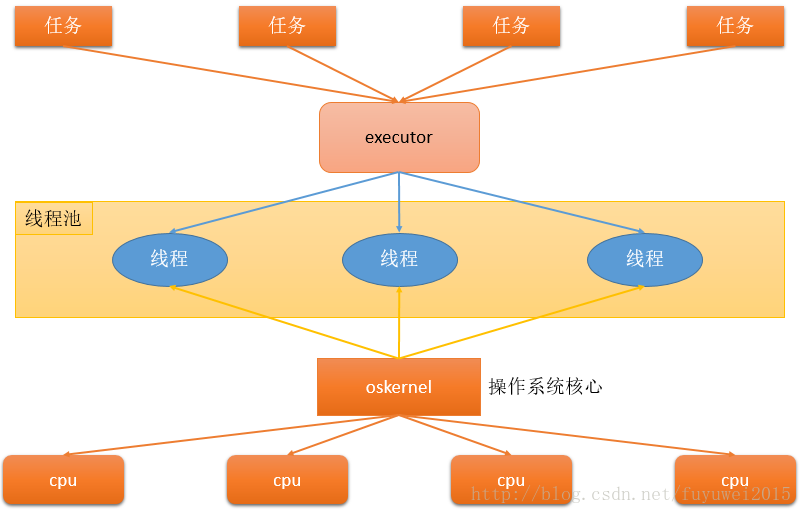 任务
任务
任务
任务
executor
线程池
线程
线程
线程
oskernel
操作系统核心
cpu
cpu
cpu
cpu
http://blog.csdn.net/fuyuwei2015